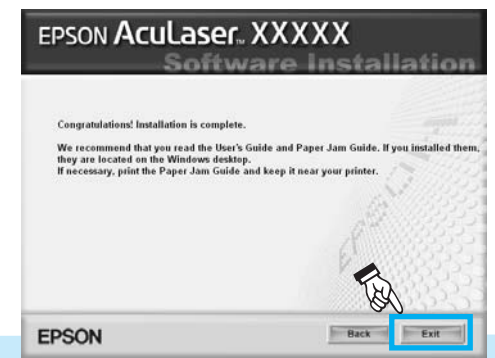 EPSON AcuLaser™ XXXXX
Software Installation
Congratulations! Installation is complete.
We recommend that you read the User's Guide and Paper Jam Guide. If you installed them,
they are located on the Windows desktop.
If necessary, print the Paper Jam Guide and keep it near your printer.
EPSON
EPSON
Back
Exit